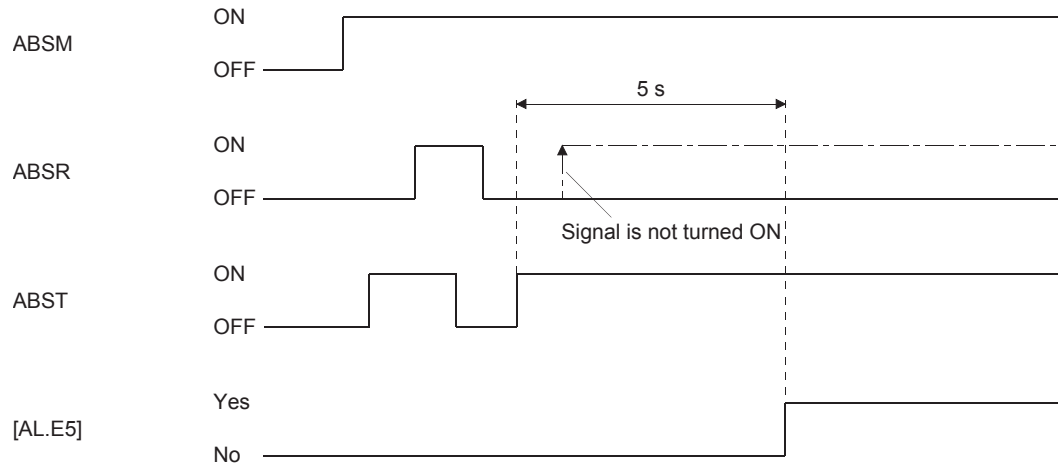 ON
ABSM
OFF
5 s
ON
ABSR
OFF
Signal is not turned ON
ON
ABST
OFF
Yes
[AL.E5]
No